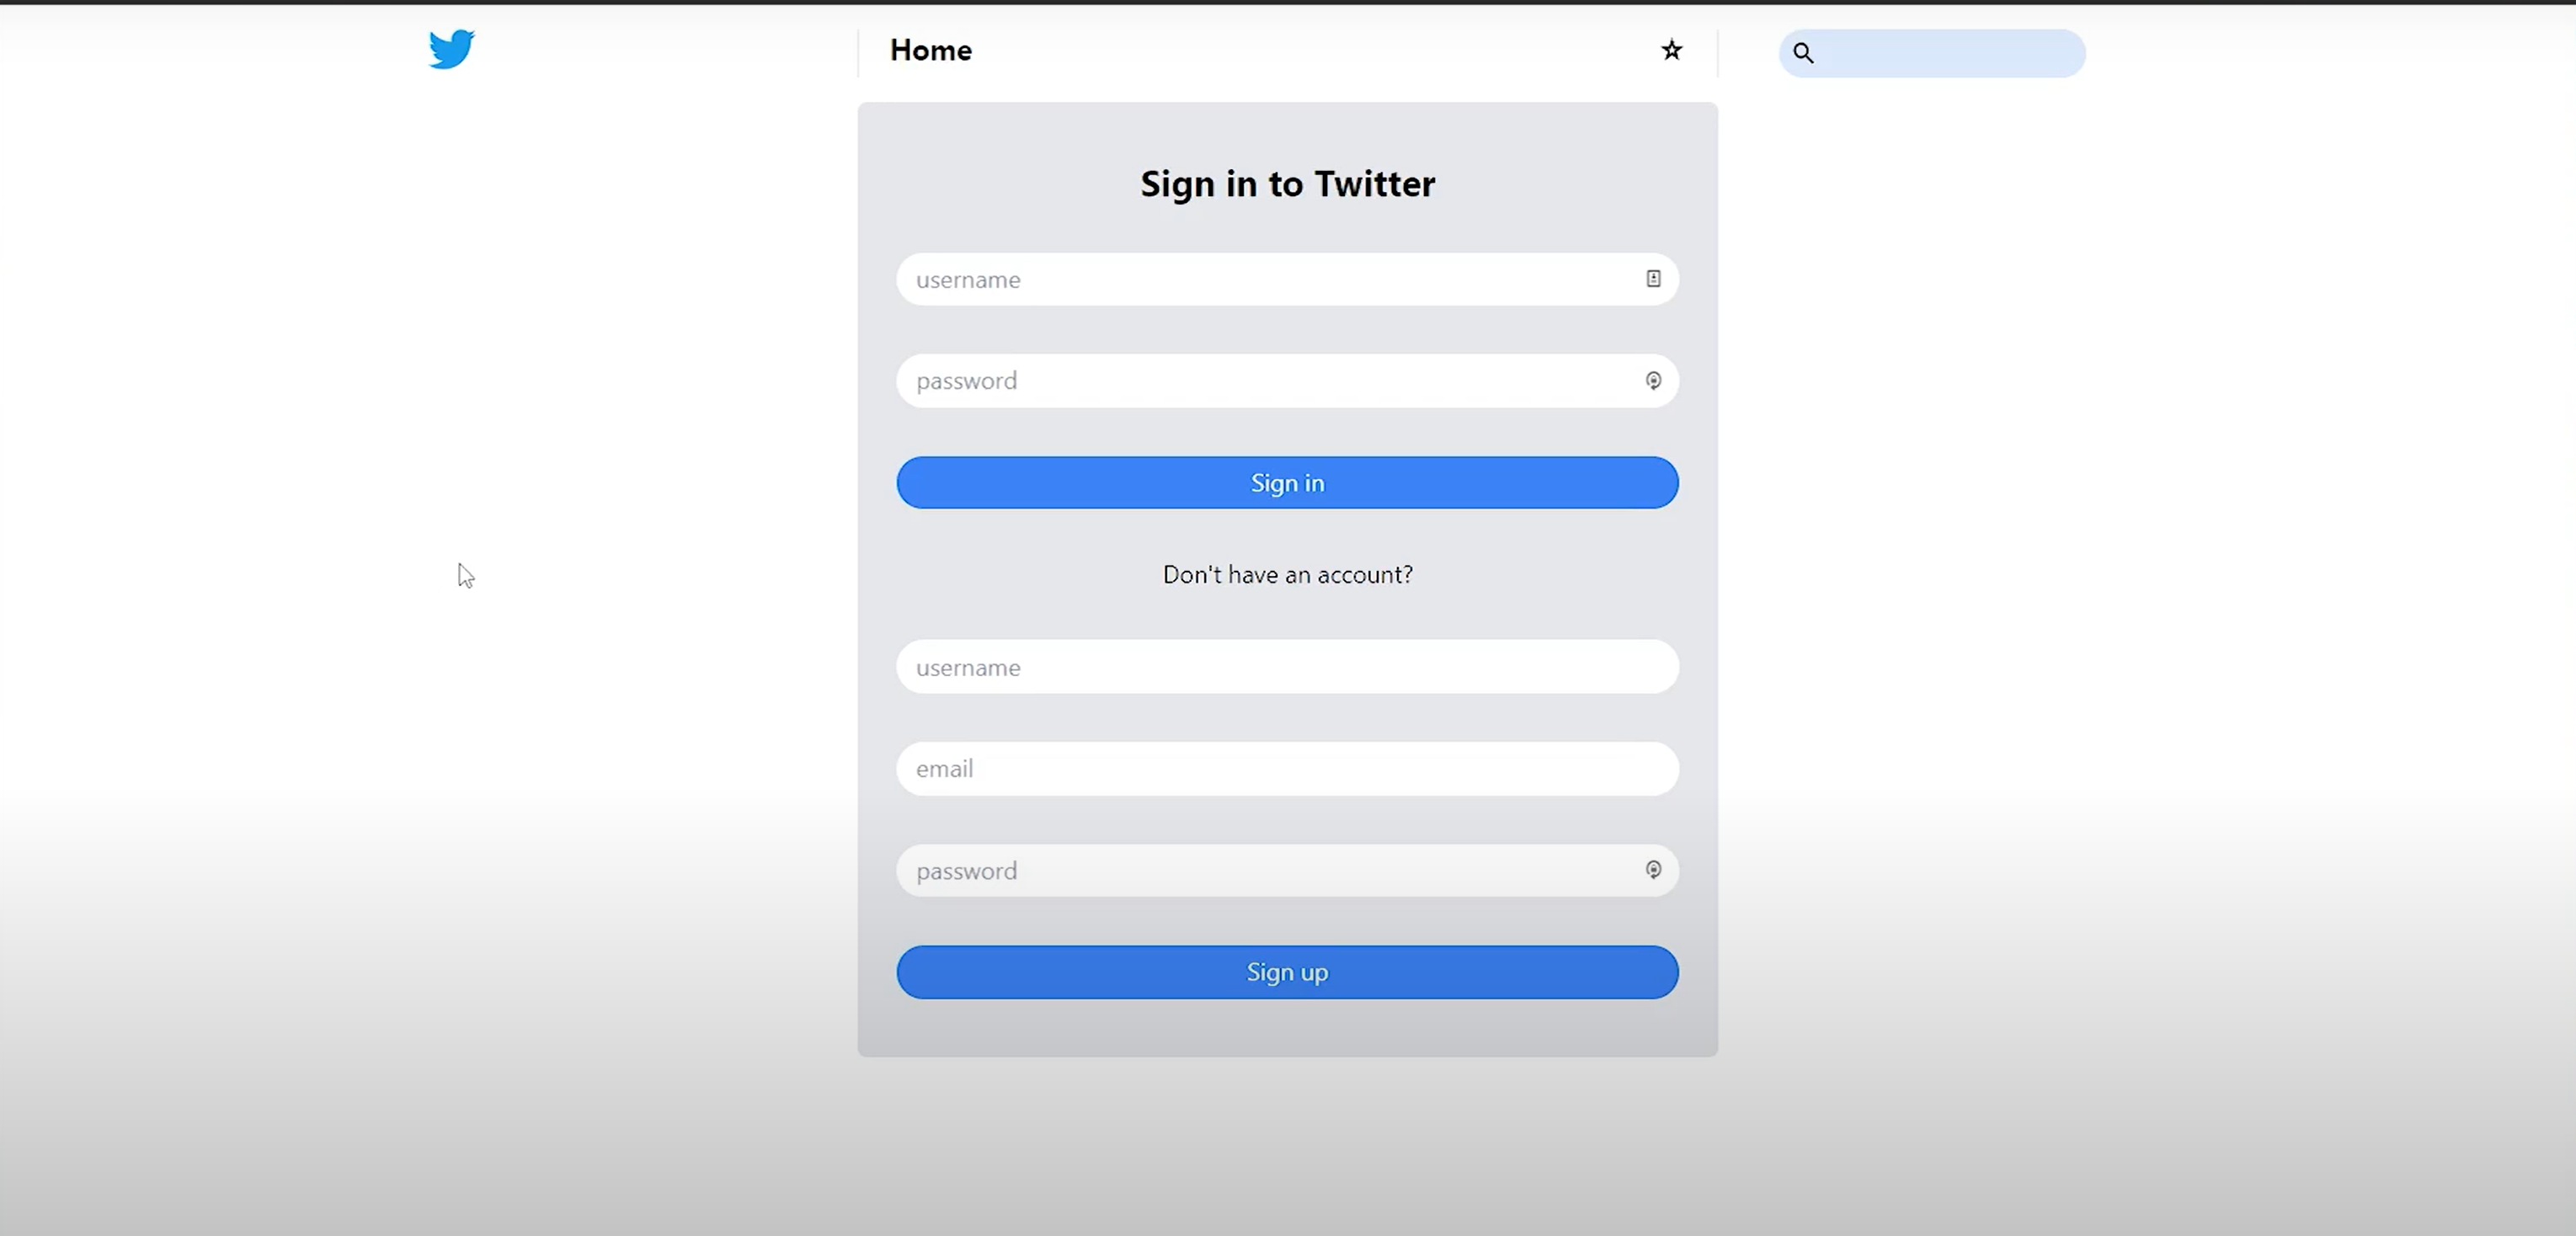 Home
Sign in to Twitter
username
password
Sign in
Don't have an account?
username
email
password
Sign up